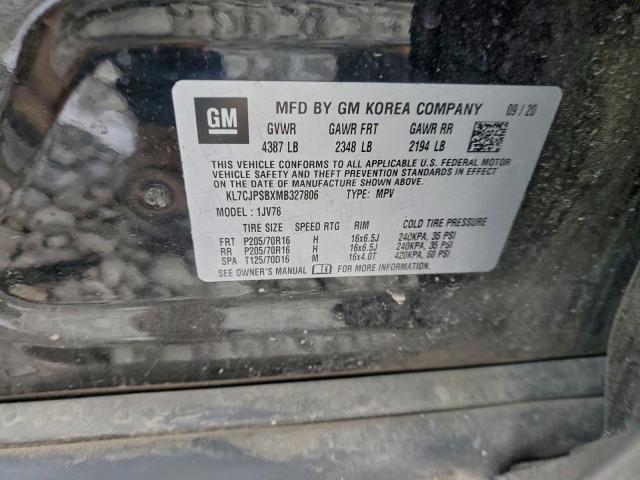 GM
MFD BY GM KOREA COMPANY 09/20
GVWR GAWR FRT GAWR RR
4387 LB 2348 LB 2194 LB
THIS VEHICLE CONFORMS TO ALL APPLICABLE U.S. FEDERAL MOTOR
VEHICLE SAFETY AND THEFT PREVENTION STANDARDS IN EFFECT ON THE
DATE OF MANUFACTURE SHOWN ABOVE.
KL7CJPSBXMB327806 TYPE: MPV
MODEL: 1JV76
TIRE SIZE SPEED RTG RIM COLD TIRE PRESSURE
FRT P205/70R16 H 16x6.5J 240KPA, 35 PSI
RR P205/70R16 H 16x6.5J 240KPA, 35 PSI
SPA T125/70D16 M 16x4.0T 420KPA, 60 PSI
SEE OWNER'S MANUAL FOR MORE INFORMATION.